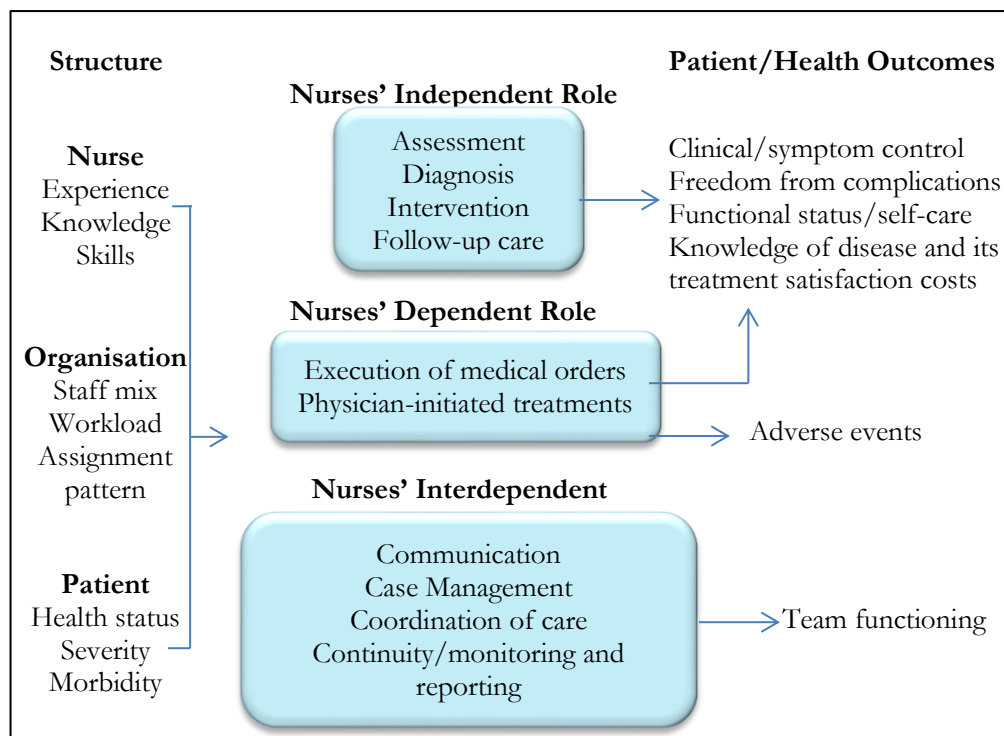 Structure
Nurse
Experience
Knowledge
Skills
Organisation
Staff mix
Workload
Assignment
pattern
Patient
Health status
Severity
Morbidity
Nurses’ Independent Role
Assessment
Diagnosis
Intervention
Follow-up care
Nurses’ Dependent Role
Execution of medical orders
Physician-initiated treatments
Nurses’ Interdependent
Communication
Case Management
Coordination of care
Continuity/monitoring and
reporting
Patient/Health Outcomes
Clinical/symptom control
Freedom from complications
Functional status/self-care
Knowledge of disease and its
treatment satisfaction costs
Adverse events
Team functioning